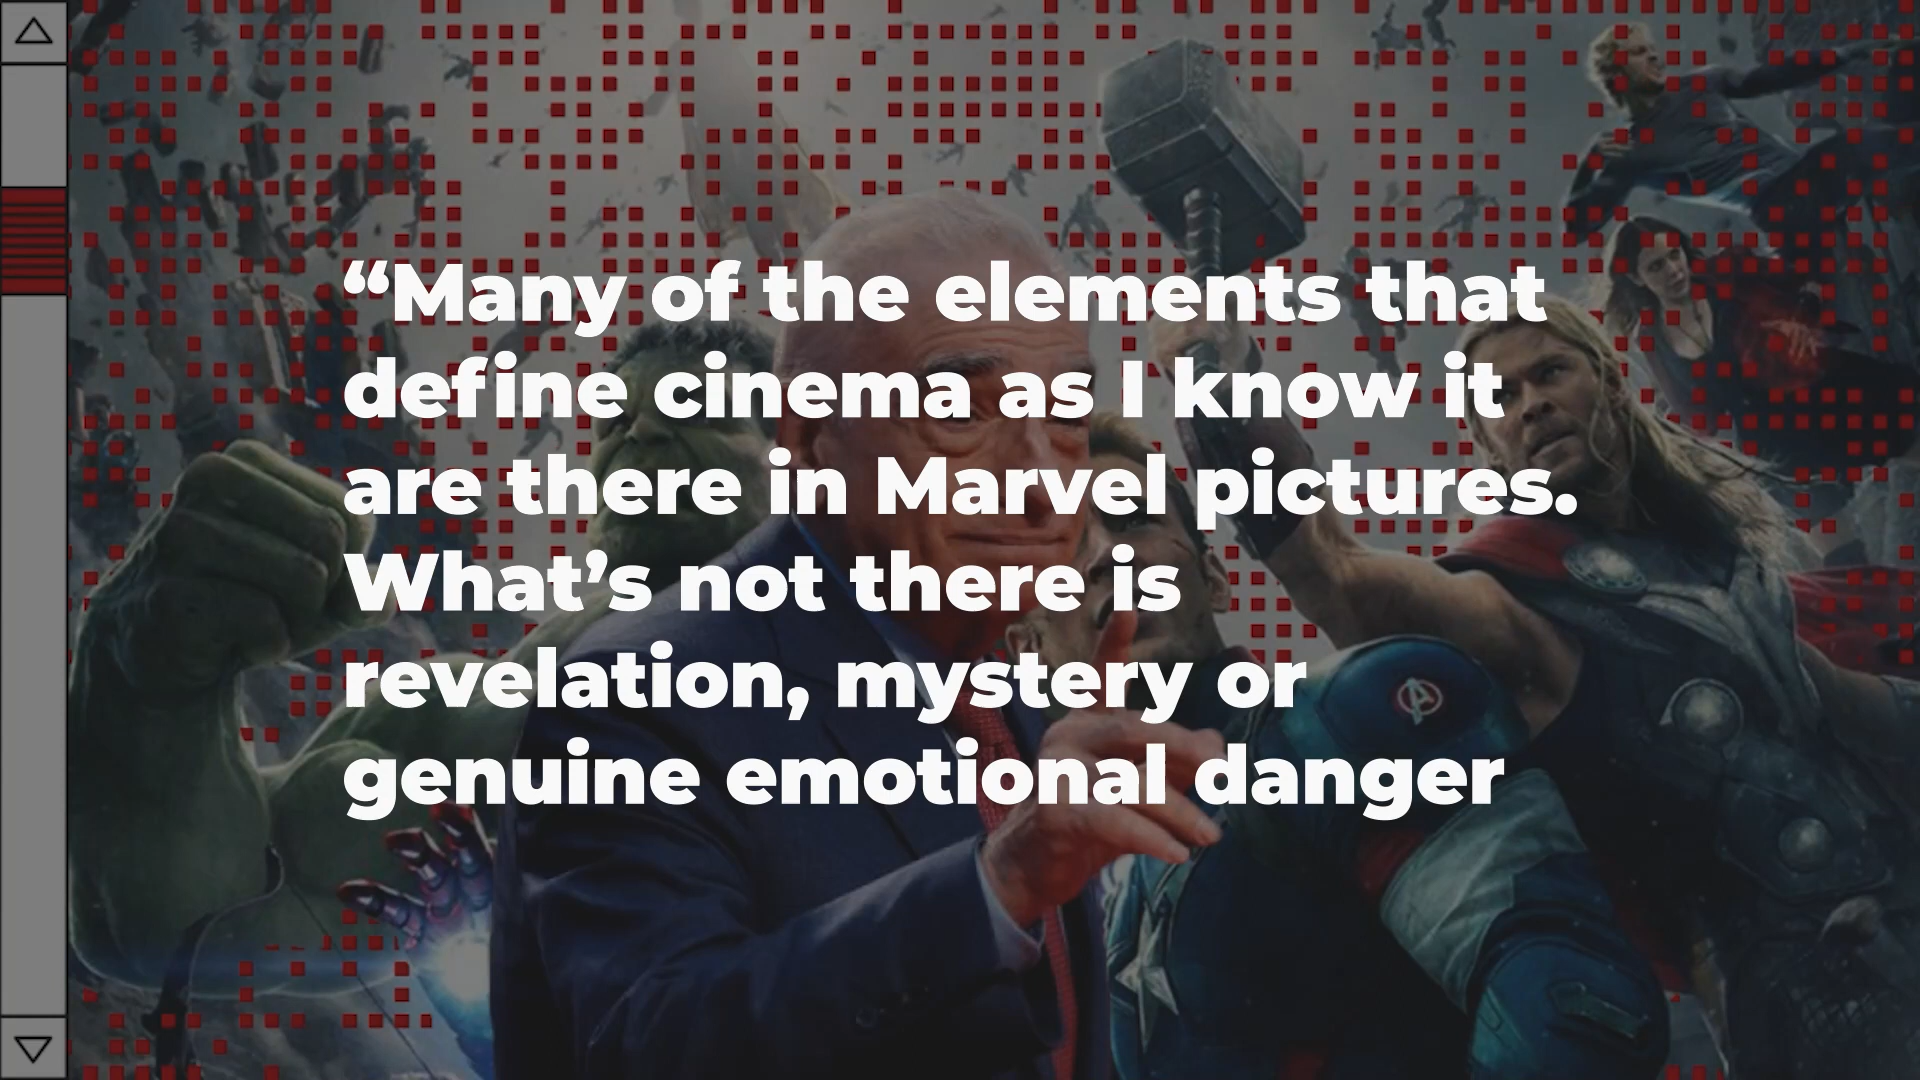 “Many of the elements that
define cinema as I know it
are there in Marvel pictures.
What’s not there is
revelation, mystery or
genuine emotional danger